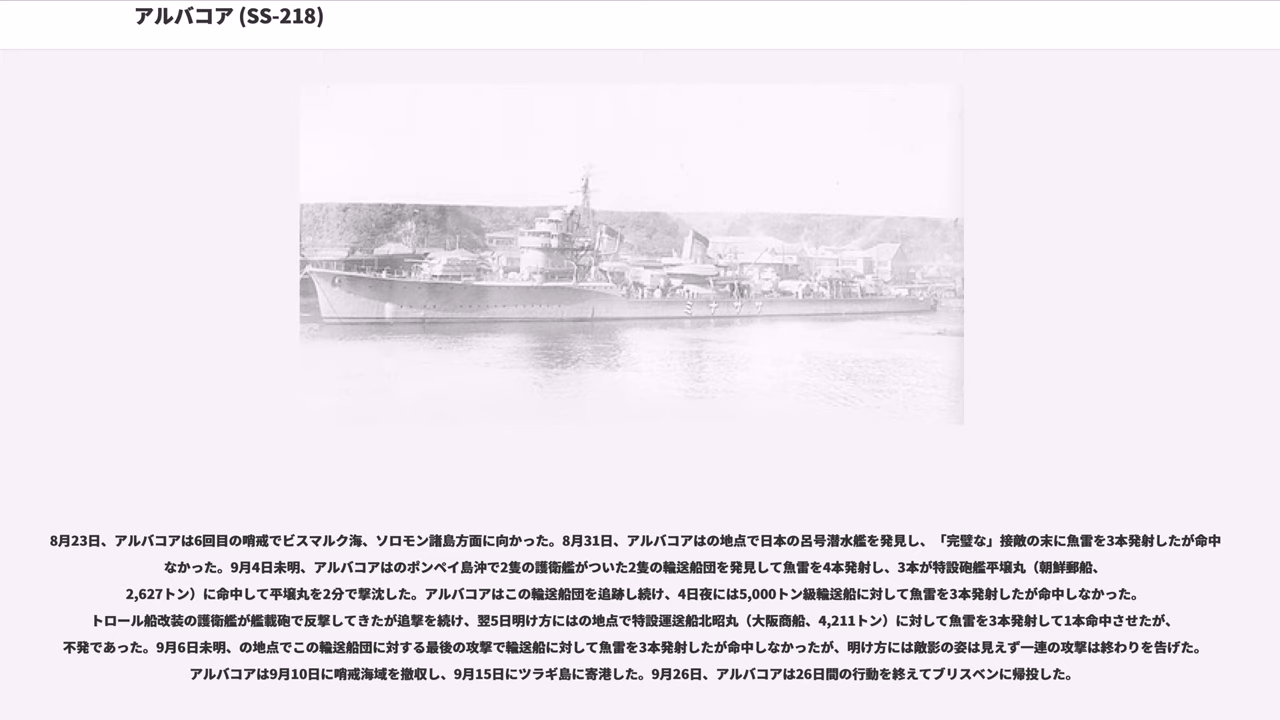 アルバコア (SS-218)
ミカヅキ
8月23日、アルバコアは6回目の哨戒でビスマルク海、ソロモン諸島方面に向かった。8月31日、アルバコアはの地点で日本の呂号潜水艦を発見し、「完璧な」接敵の末に魚雷を3本発射したが命中
なかった。9月4日未明、アルバコアはのポンペイ島沖で2隻の護衛艦がついた2隻の輸送船団を発見して魚雷を4本発射し、3本が特設砲艦平壌丸（朝鮮郵船、
2,627トン）に命中して平壌丸を2分で撃沈した。アルバコアはこの輸送船団を追跡し続け、4日夜には5,000トン級輸送船に対して魚雷を3本発射したが命中しなかった。
トロール船改装の護衛艦が艦載砲で反撃してきたが追撃を続け、翌5日明け方にはの地点で特設運送船北昭丸（大阪商船、4,211トン）に対して魚雷を3本発射して1本命中させたが、
不発であった。9月6日未明、の地点でこの輸送船団に対する最後の攻撃で輸送船に対して魚雷を3本発射したが命中しなかったが、明け方には敵影の姿は見えず一連の攻撃は終わりを告げた。
アルバコアは9月10日に哨戒海域を撤収し、9月15日にツラギ島に寄港した。9月26日、アルバコアは26日間の行動を終えてブリスベンに帰投した。